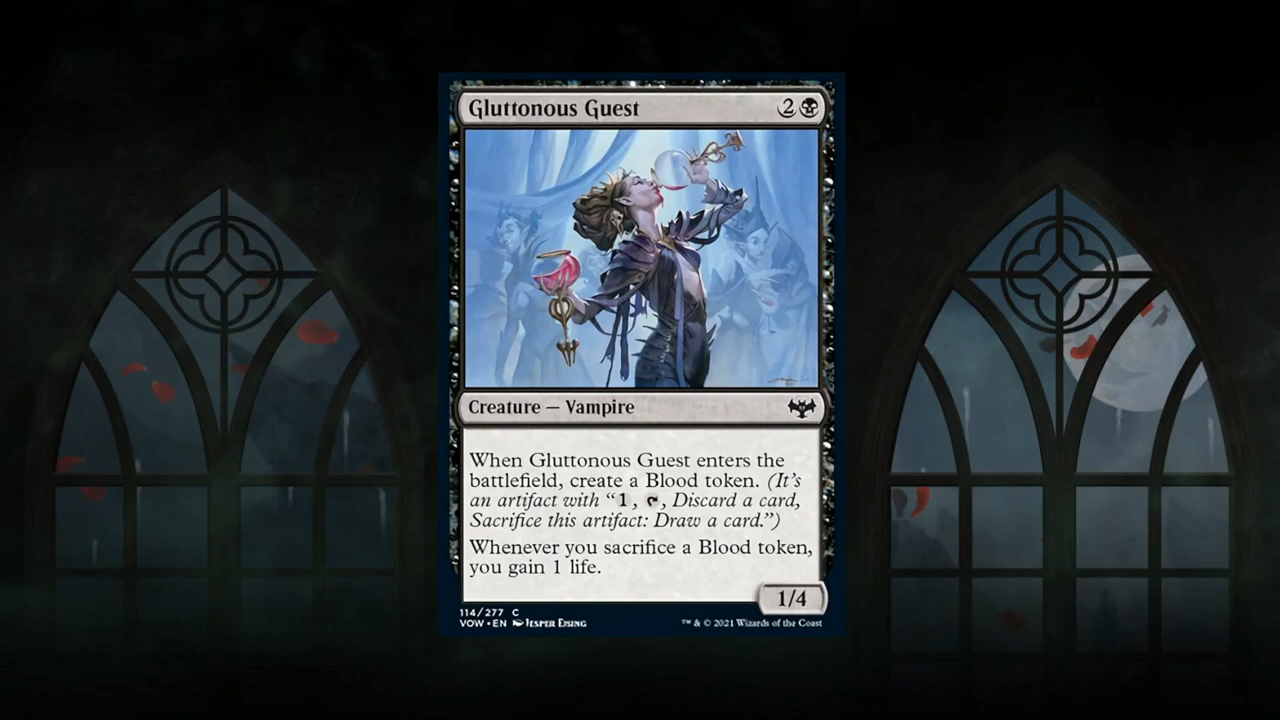 Gluttonous Guest 2
Creature — Vampire
When Gluttonous Guest enters the
battlefield, create a Blood token. (It's
an artifact with “1, , Discard a card,
Sacrifice this artifact: Draw a card.”)
Whenever you sacrifice a Blood token,
you gain 1 life.
1/4
114/277 C
VOW • EN Jesper Ejsing
™ & © 2021 Wizards of the Coast